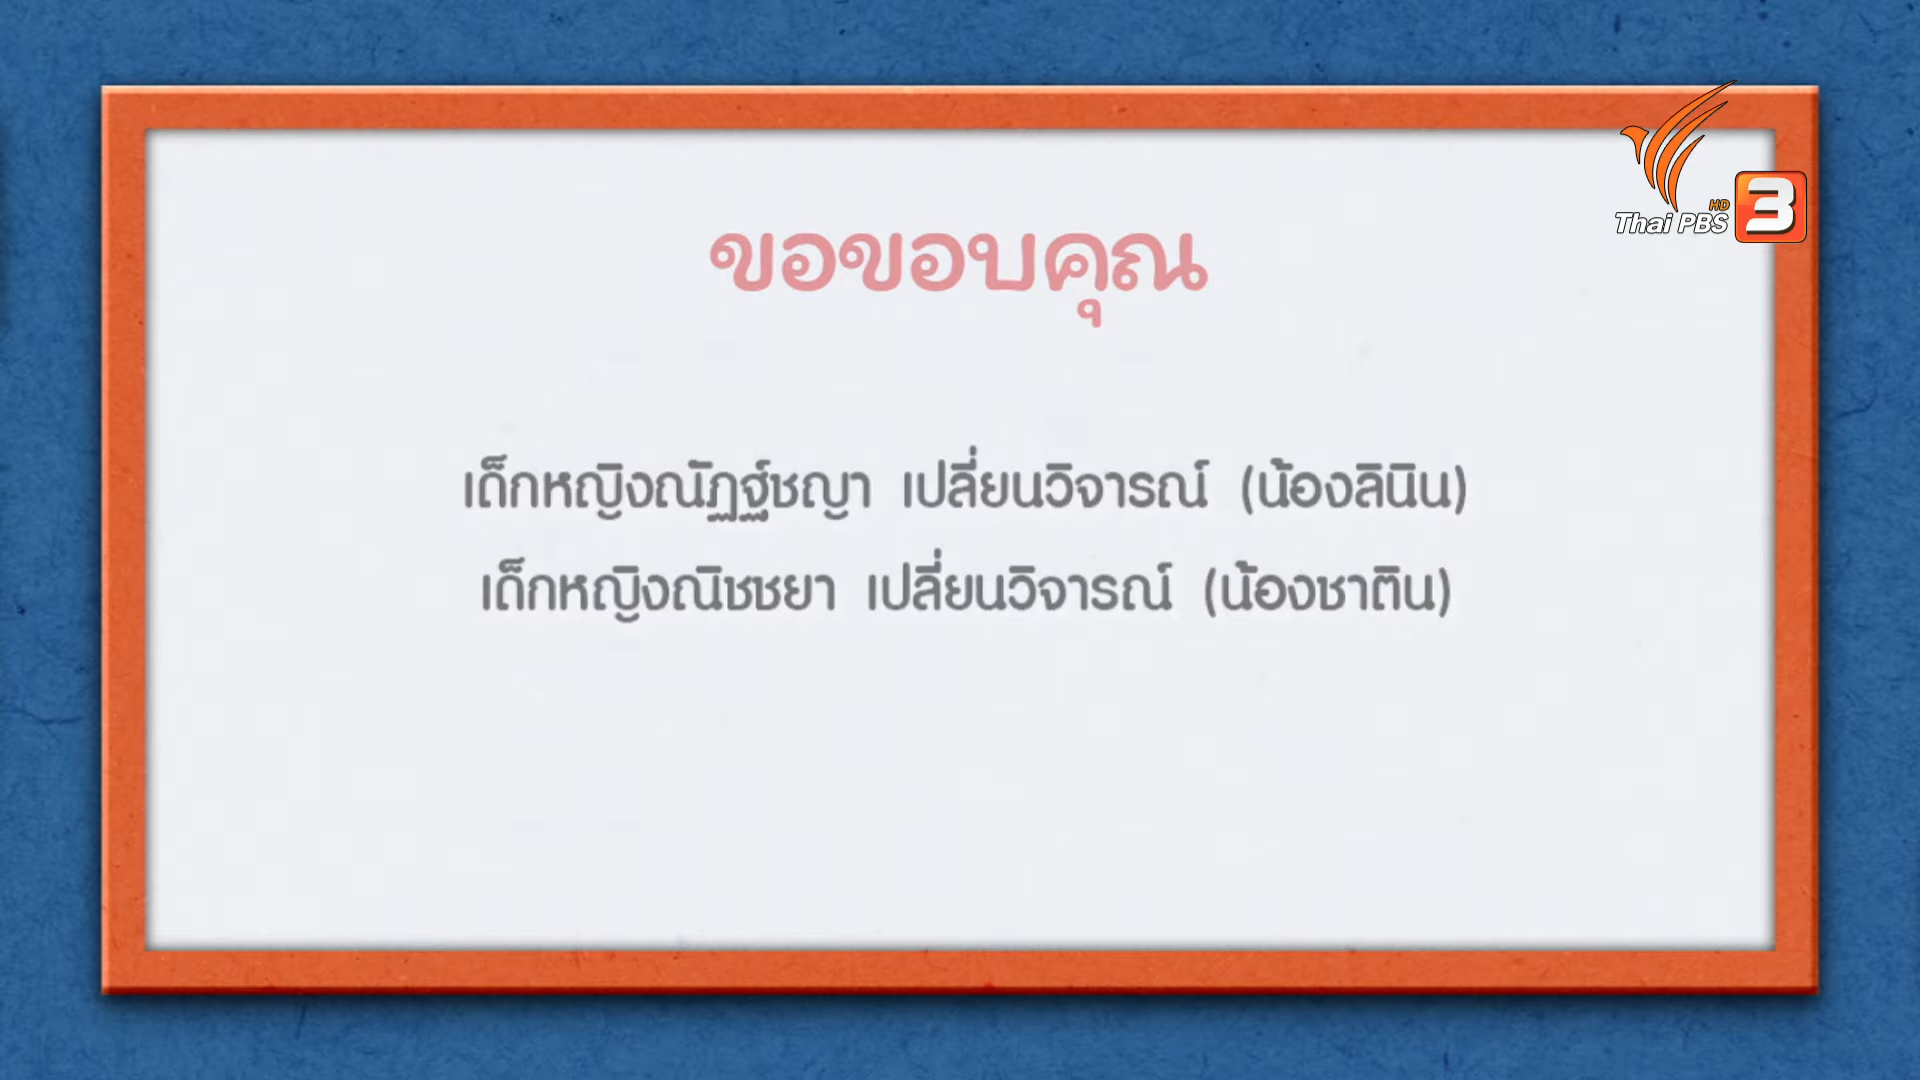 ขอขอบคุณ
เด็กหญิงณัฏฐ์ชญา เปลี่ยนวิจารณ์ (น้องลินิน)
เด็กหญิงณิชชยา เปลี่ยนวิจารณ์ (น้องซาติน)
HD
Thai PBS 3